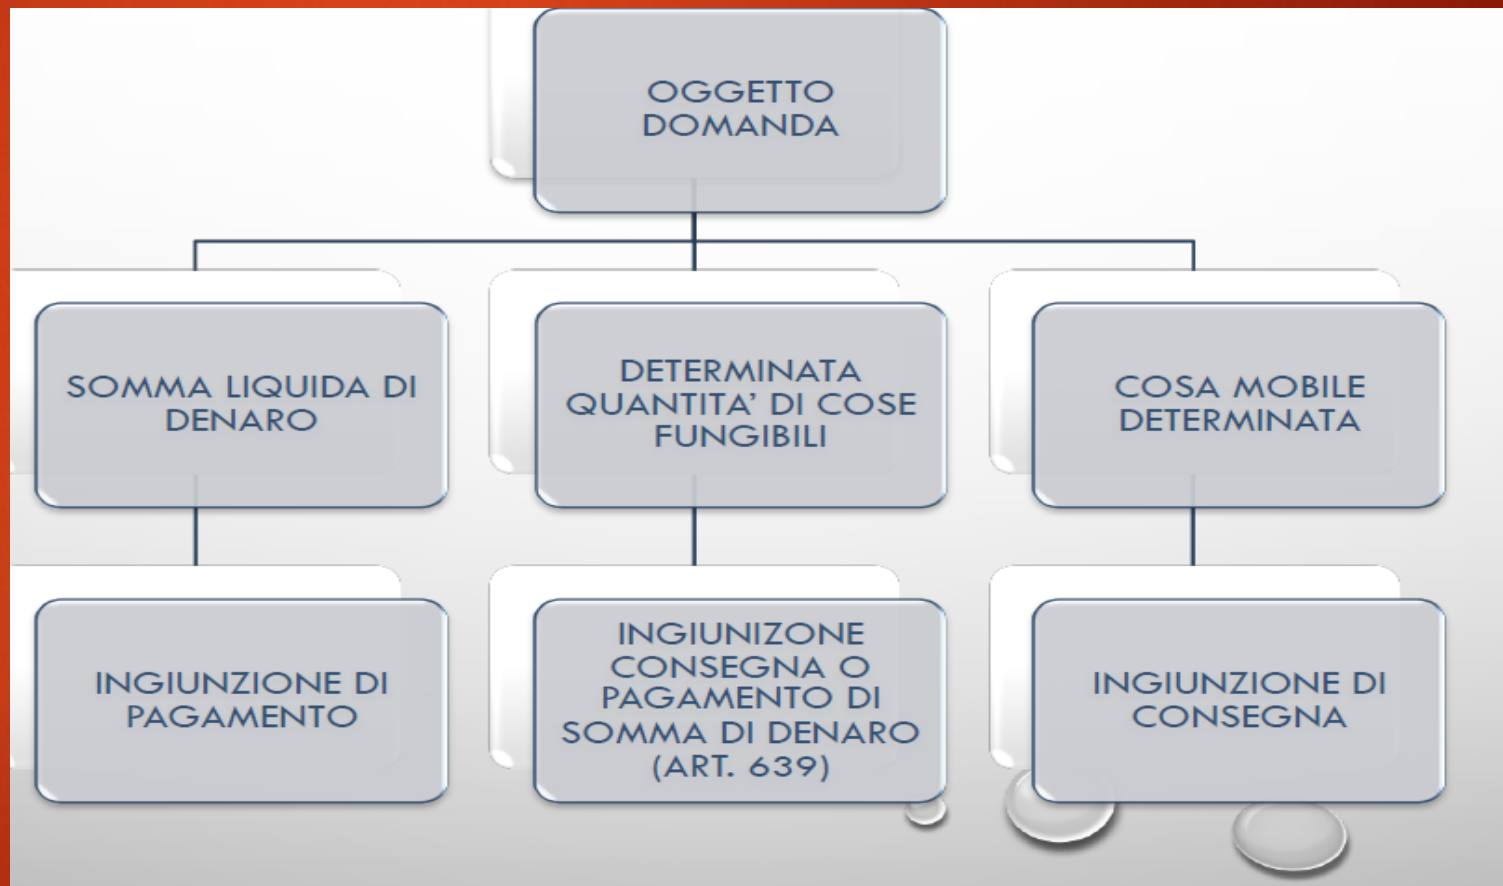 OGGETTO
DOMANDA
SOMMA LIQUIDA DI
DENARO
DETERMINATA
QUANTITA' DI COSE
FUNGIBILI
COSA MOBILE
DETERMINATA
INGIUNZIONE DI
PAGAMENTO
INGIUNIZONE
CONSEGNA O
PAGAMENTO DI
SOMMA DI DENARO
(ART. 639)
INGIUNZIONE DI
CONSEGNA